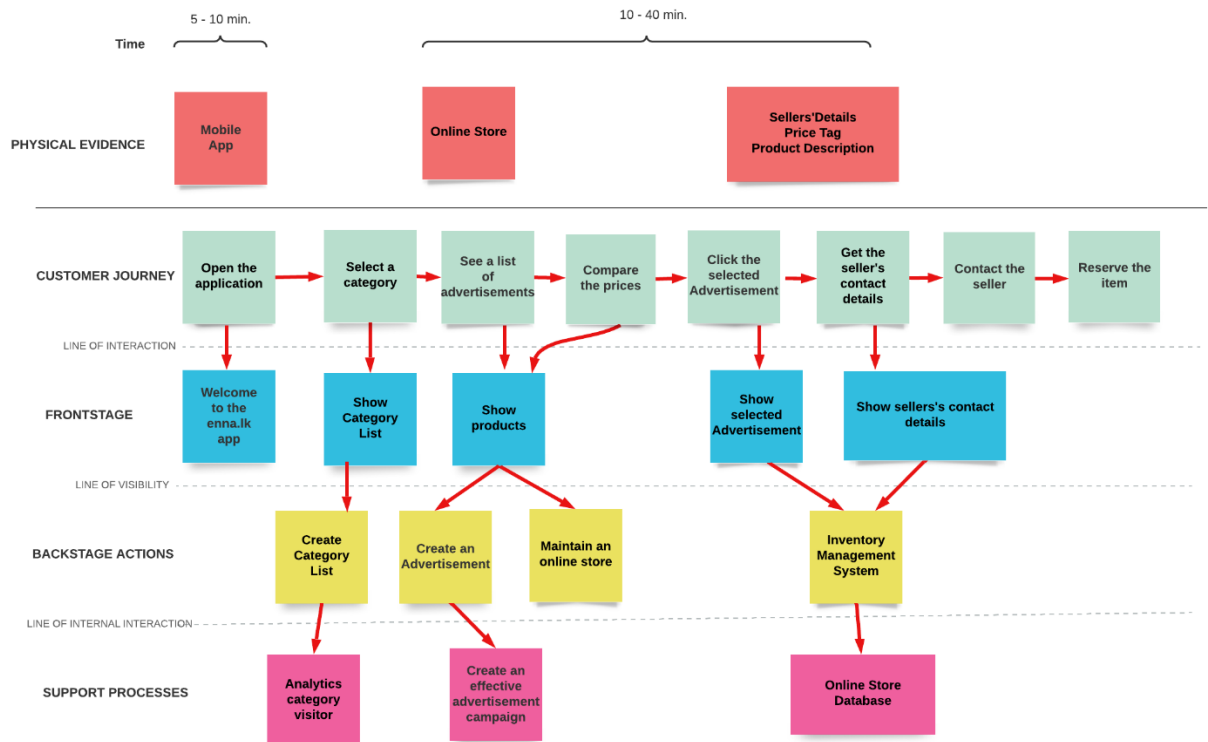 5 - 10 min.
10 - 40 min.
Time
PHYSICAL EVIDENCE
Mobile
App
Online Store
Sellers'Details
Price Tag
Product Description
CUSTOMER JOURNEY
Open the
application
Select a
category
See a list
of
advertisements
Compare
the prices
Click the
selected
Advertisement
Get the
seller's
contact
details
Contact the
seller
Reserve the
item
LINE OF INTERACTION
FRONTSTAGE
Welcome
to the
enna.lk
app
Show
Category
List
Show
products
Show
selected
Advertisement
Show sellers's contact
details
LINE OF VISIBILITY
BACKSTAGE ACTIONS
Create
Category
List
Create an
Advertisement
Maintain an
online store
Inventory
Management
System
LINE OF INTERNAL INTERACTION
SUPPORT PROCESSES
Analytics
category
visitor
Create an
effective
advertisement
campaign
Online Store
Database